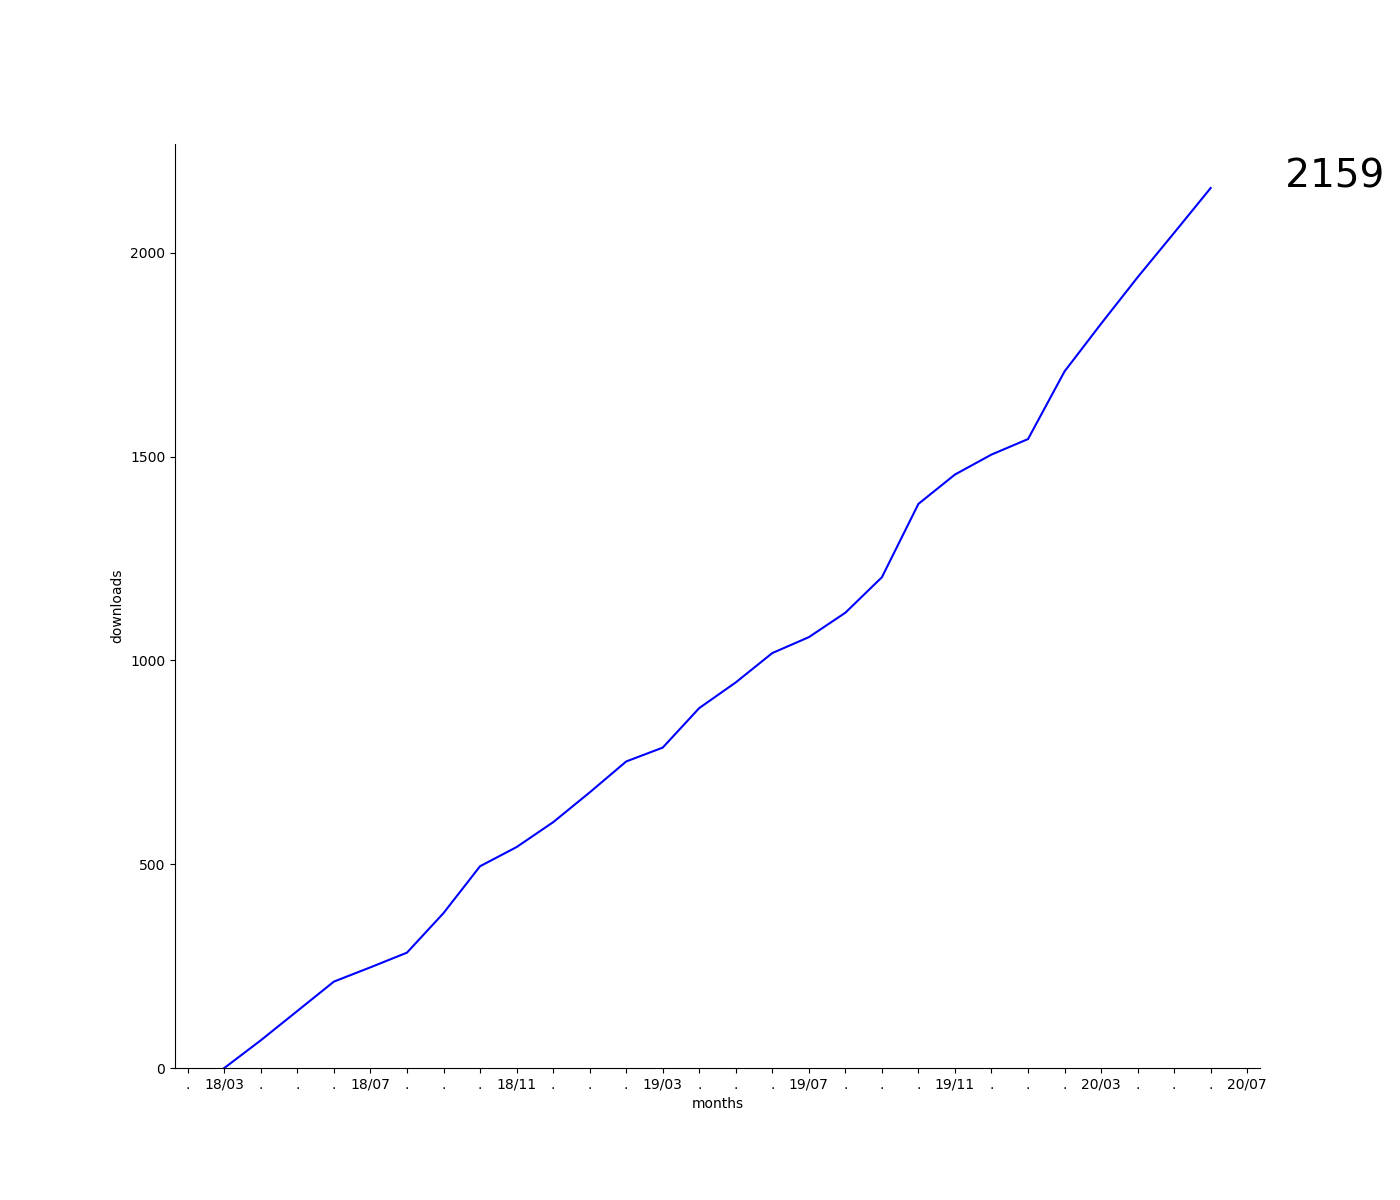 2159
2000
1500
downloads
1000
500
0
. 18/03 . . . 18/07 . . . 18/11 . . . 19/03 . . . 19/07 . . . 19/11 . . . 20/03 . . . 20/07
months